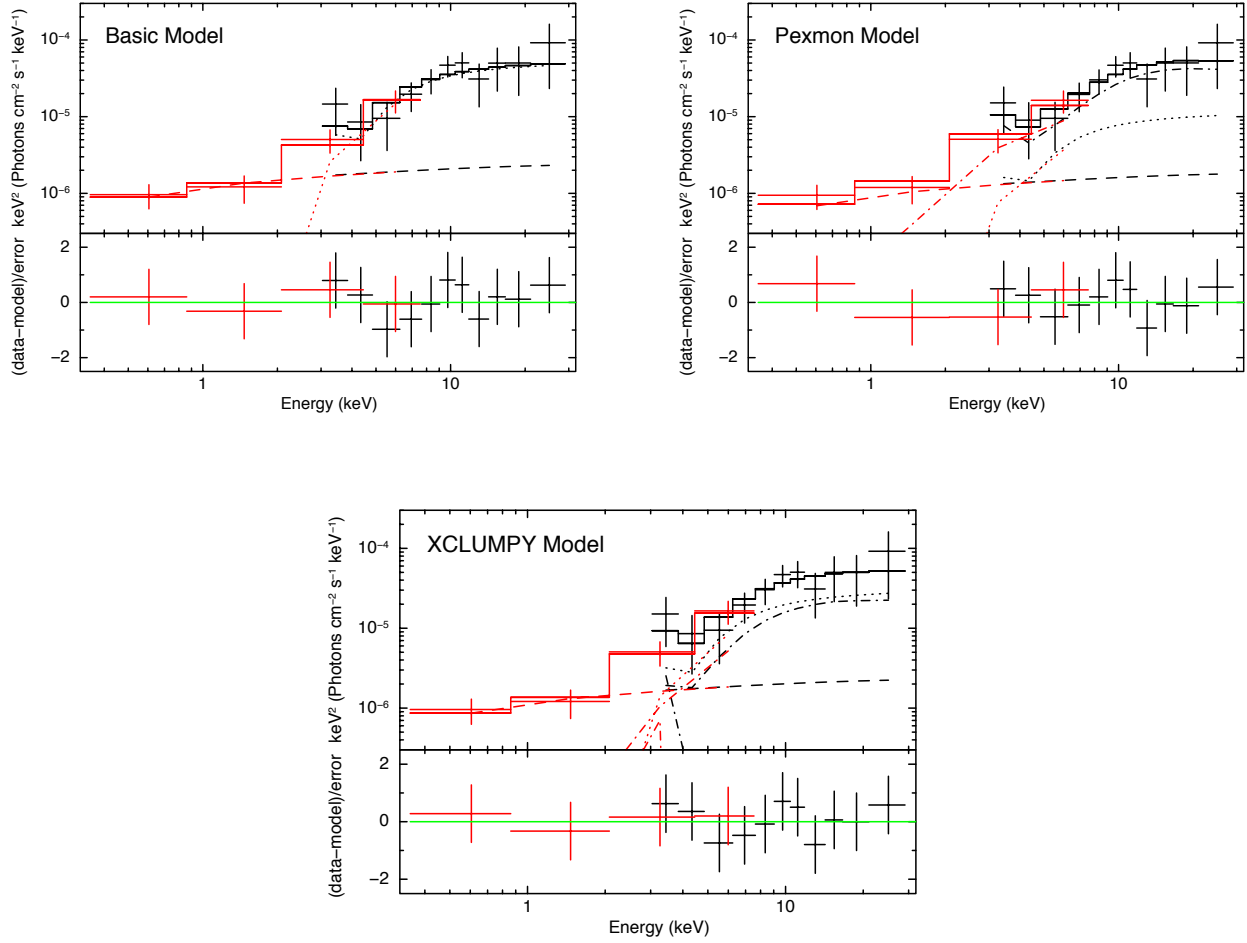 Basic Model
keV² (Photons cm⁻² s⁻¹ keV⁻¹)
10⁻⁴
10⁻⁵
10⁻⁶
(data−model)/error
2
0
−2
1
10
Energy (keV)
Pexmon Model
keV² (Photons cm⁻² s⁻¹ keV⁻¹)
10⁻⁴
10⁻⁵
10⁻⁶
(data−model)/error
2
0
−2
1
10
Energy (keV)
XCLUMPY Model
keV² (Photons cm⁻² s⁻¹ keV⁻¹)
10⁻⁴
10⁻⁵
10⁻⁶
(data−model)/error
2
0
−2
1
10
Energy (keV)